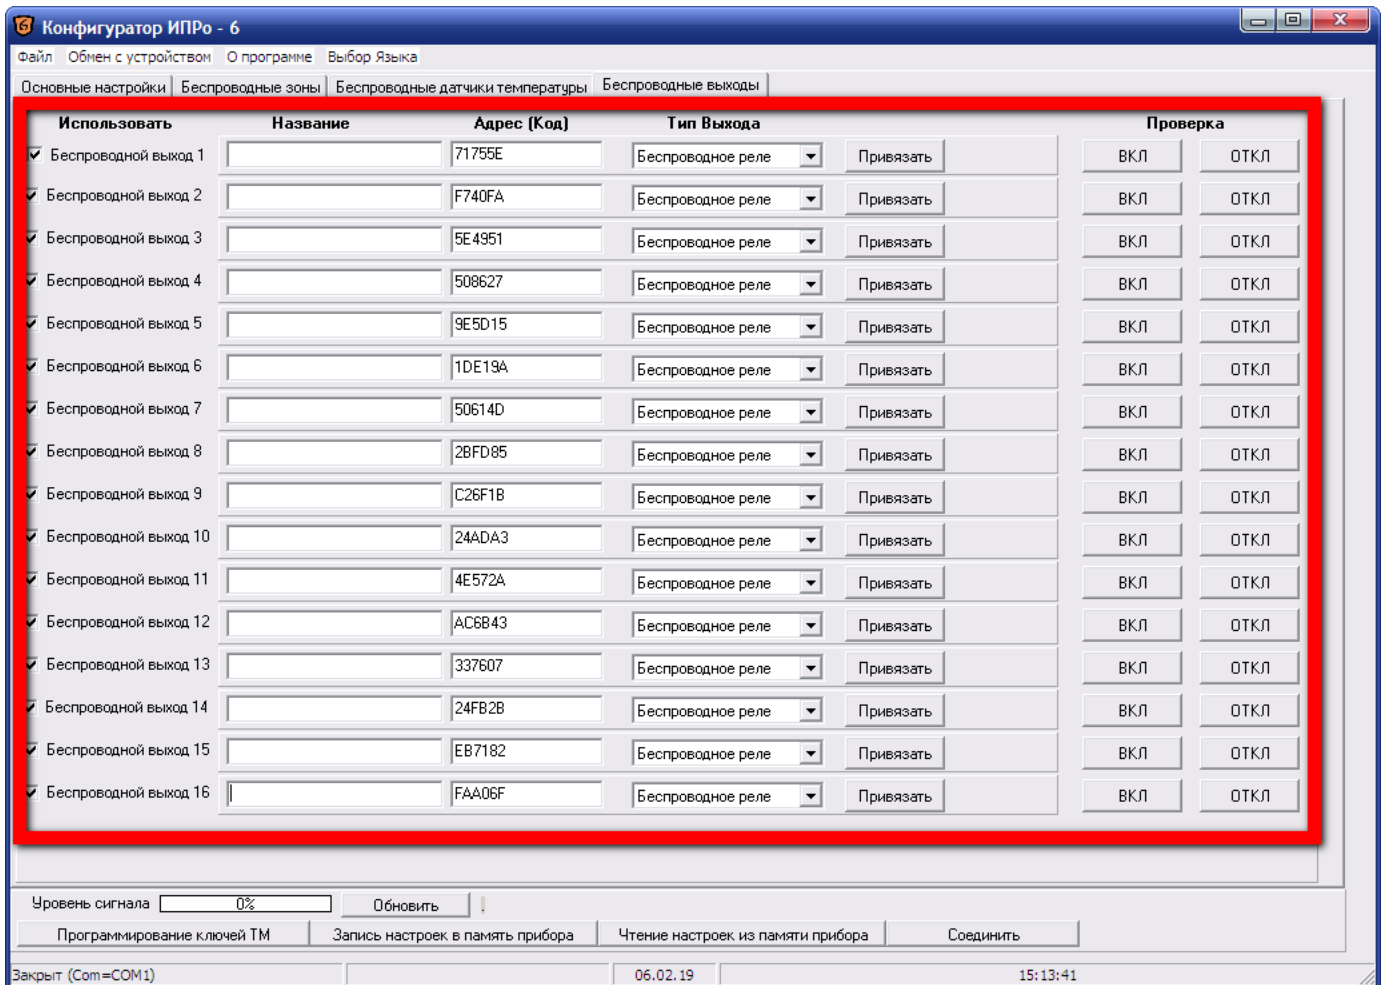 Конфигуратор ИПРо - 6
Файл Обмен с устройством О программе Выбор Языка
Основные настройки Беспроводные зоны Беспроводные датчики температуры Беспроводные выходы
Использовать Название Адрес (Код) Тип Выхода Проверка
Беспроводной выход 1 71755E Беспроводное реле Привязать ВКЛ ОТКЛ
Беспроводной выход 2 F740FA Беспроводное реле Привязать ВКЛ ОТКЛ
Беспроводной выход 3 5E4951 Беспроводное реле Привязать ВКЛ ОТКЛ
Беспроводной выход 4 508627 Беспроводное реле Привязать ВКЛ ОТКЛ
Беспроводной выход 5 9E5D15 Беспроводное реле Привязать ВКЛ ОТКЛ
Беспроводной выход 6 1DE19A Беспроводное реле Привязать ВКЛ ОТКЛ
Беспроводной выход 7 50614D Беспроводное реле Привязать ВКЛ ОТКЛ
Беспроводной выход 8 2BFD85 Беспроводное реле Привязать ВКЛ ОТКЛ
Беспроводной выход 9 C26F1B Беспроводное реле Привязать ВКЛ ОТКЛ
Беспроводной выход 10 24ADA3 Беспроводное реле Привязать ВКЛ ОТКЛ
Беспроводной выход 11 4E572A Беспроводное реле Привязать ВКЛ ОТКЛ
Беспроводной выход 12 AC6B43 Беспроводное реле Привязать ВКЛ ОТКЛ
Беспроводной выход 13 337607 Беспроводное реле Привязать ВКЛ ОТКЛ
Беспроводной выход 14 24FB2B Беспроводное реле Привязать ВКЛ ОТКЛ
Беспроводной выход 15 EB7182 Беспроводное реле Привязать ВКЛ ОТКЛ
Беспроводной выход 16 FAA06F Беспроводное реле Привязать ВКЛ ОТКЛ
Уровень сигнала 0% Обновить .
Программирование ключей ТМ Запись настроек в память прибора Чтение настроек из памяти прибора Соединить
Закрыт (Com=COM1) 06.02.19 15:13:41